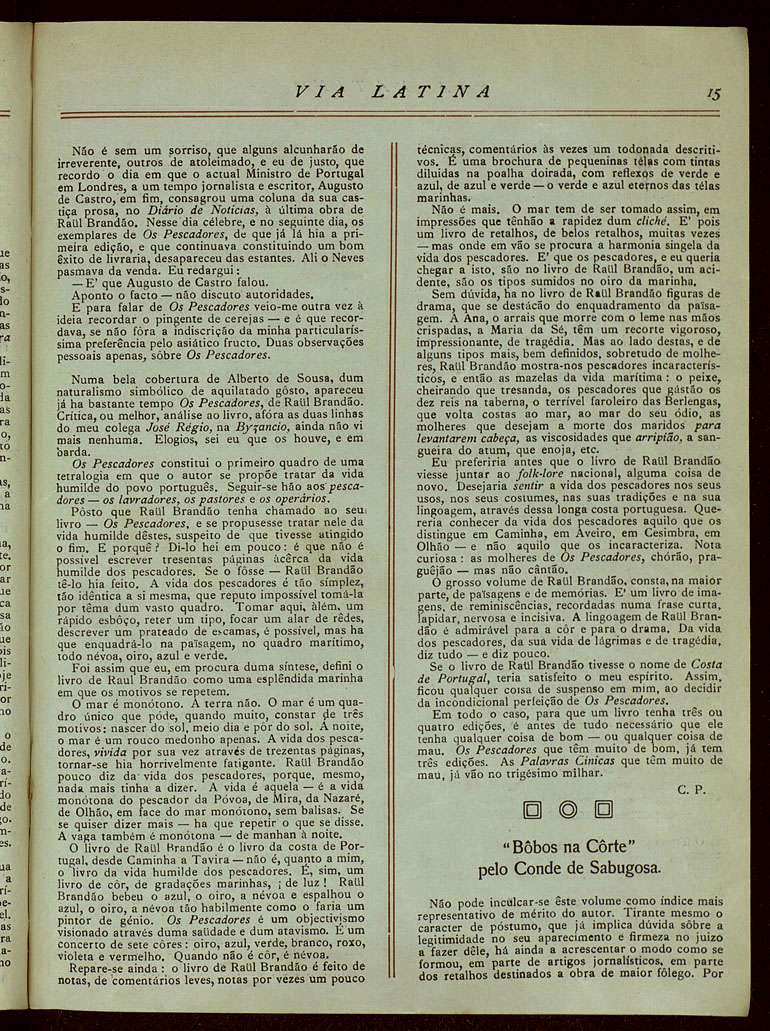 VIA LATINA
15
Não é sem um sorriso, que alguns alcunharão de
irreverente, outros de atoleimado, e eu de justo, que
recordo o dia em que o actual Ministro de Portugal
em Londres, a um tempo jornalista e escritor, Augusto
de Castro, em fim, consagrou uma coluna da sua cas-
tiça prosa, no Diário de Noticias, à última obra de
Raül Brandão. Nesse dia célebre, e no seguinte dia, os
exemplares de Os Pescadores, de que já lá hia a pri-
meira edição, e que continuava constituindo um bom
êxito de livraria, desapareceu das estantes. Ali o Neves
pasmava da venda. Eu redargui :
— E' que Augusto de Castro falou.
Aponto o facto — não discuto autoridades.
E para falar de Os Pescadores veio-me outra vez à
ideia recordar o pingente de cerejas — e é que recor-
dava, se não fôra a indiscrição da minha particularís-
sima preferência pelo asiático fructo. Duas observações
pessoais apenas, sôbre Os Pescadores.
Numa bela cobertura de Alberto de Sousa, dum
naturalismo simbólico de aquilatado gôsto, apareceu
já ha bastante tempo Os Pescadores, de Raül Brandão.
Crítica, ou melhor, análise ao livro, afóra as duas linhas
do meu colega José Régio, na Byzancio, ainda não vi
mais nenhuma. Elogios, sei eu que os houve, e em
barda.
Os Pescadores constitui o primeiro quadro de uma
tetralogia em que o autor se propõe tratar da vida
humilde do povo português. Seguir-se hão aos pesca-
dores — os lavradores, os pastores e os operários.
Pôsto que Raül Brandão tenha chamado ao seu
livro — Os Pescadores, e se propusesse tratar nele da
vida humilde dêstes, suspeito de que tivesse atingido
o fim. E porquê ? Di-lo hei em pouco : é que não é
possível escrever tresentas páginas àcêrca da vida
humilde dos pescadores. Se o fôsse — Raül Brandão
tê-lo hia feito. A vida dos pescadores é tão símplez,
tão idêntica a si mesma, que reputo impossível tomá-la
por têma dum vasto quadro. Tomar aqui, àlém, um
rápido esbôço, reter um tipo, focar um alar de rêdes,
descrever um prateado de escamas, é possível, mas ha
que enquadrá-lo na paísagem, no quadro marítimo,
todo névoa, oiro, azul e verde.
Foi assim que eu, em procura duma síntese, defini o
livro de Raul Brandão como uma esplêndida marinha
em que os motivos se repetem.
O mar é monótono. A terra não. O mar é um qua-
dro único que póde, quando muito, constar de três
motivos : nascer do sol, meio dia e pôr do sol. À noite,
o mar é um rouco medonho apenas. A vida dos pesca-
dores, vivida por sua vez através de trezentas páginas,
tornar-se hia horrivelmente fatigante. Raül Brandão
pouco diz da vida dos pescadores, porque, mesmo,
nada mais tinha a dizer. A vida é aquela — é a vida
monótona do pescador da Póvoa, de Mira, da Nazaré,
de Olhão, em face do mar monótono, sem balisas. Se
se quiser dizer mais — ha que repetir o que se disse.
A vaga também é monótona — de manhan à noite.
O livro de Raül Brandão é o livro da costa de Por-
tugal, desde Caminha a Tavira — não é, quanto a mim,
o livro da vida humilde dos pescadores. É, sim, um
livro de côr, de gradações marinhas, ¡ de luz ! Raül
Brandão bebeu o azul, o oiro, a névoa e espalhou o
azul, o oiro, a névoa tão habilmente como o faria um
pintor de génio. Os Pescadores é um objectivismo
visionado através duma saüdade e dum atavismo. É um
concerto de sete côres : oiro, azul, verde, branco, roxo,
violeta e vermelho. Quando não é côr, é névoa.
Repare-se ainda : o livro de Raül Brandão é feito de
notas, de comentários leves, notas por vezes um pouco
técnicas, comentários às vezes um todonada descriti-
vos. É uma brochura de pequeninas télas com tintas
diluidas na poalha doirada, com reflexos de verde e
azul, de azul e verde — o verde e azul eternos das télas
marinhas.
Não é mais. O mar tem de ser tomado assim, em
impressões que tênhão a rapidez dum cliché. E' pois
um livro de retalhos, de belos retalhos, muitas vezes
— mas onde em vão se procura a harmonia singela da
vida dos pescadores. E' que os pescadores, e eu queria
chegar a isto, são no livro de Raül Brandão, um aci-
dente, são os tipos sumidos no oiro da marinha.
Sem dúvida, ha no livro de Raül Brandão figuras de
drama, que se destácão do enquadramento da paísa-
gem. A Ana, o arrais que morre com o leme nas mãos
crispadas, a Maria da Sé, têm um recorte vigoroso,
impressionante, de tragédia. Mas ao lado destas, e de
alguns tipos mais, bem definidos, sobretudo de molhe-
res, Raül Brandão mostra-nos pescadores incaracterís-
ticos, e então as mazelas da vida marítima : o peixe,
cheirando que tresanda, os pescadores que gástão os
dez reis na taberna, o terrível faroleiro das Berlengas,
que volta costas ao mar, ao mar do seu ódio, as
molheres que desejam a morte dos maridos para
levantarem cabeça, as viscosidades que arripião, a san-
gueira do atum, que enoja, etc.
Eu preferiria antes que o livro de Raül Brandão
viesse juntar ao folk-lore nacional, alguma coisa de
novo. Desejaria sentir a vida dos pescadores nos seus
usos, nos seus costumes, nas suas tradições e na sua
lingoagem, através dessa longa costa portuguesa. Que-
reria conhecer da vida dos pescadores aquilo que os
distingue em Caminha, em Aveiro, em Cesimbra, em
Olhão — e não aquilo que os incaracteriza. Nota
curiosa : as molheres de Os Pescadores, chórão, pra-
guêjão — mas não cântão.
O grosso volume de Raül Brandão, consta, na maior
parte, de païsagens e de memórias. E' um livro de ima-
gens, de reminiscências, recordadas numa frase curta,
lapidar, nervosa e incisiva. A lingoagem de Raül Bran-
dão é admirável para a côr e para o drama. Da vida
dos pescadores, da sua vida de lágrimas e de tragédia,
diz tudo — e diz pouco.
Se o livro de Raül Brandão tivesse o nome de Costa
de Portugal, teria satisfeito o meu espírito. Assim,
ficou qualquer coisa de suspenso em mim, ao decidir
da incondicional perfeição de Os Pescadores.
Em todo o caso, para que um livro tenha três ou
quatro edições, é antes de tudo necessário que ele
tenha qualquer coisa de bom — ou qualquer coisa de
mau. Os Pescadores que têm muito de bom, já tem
três edições. As Palavras Cínicas que têm muito de
mau, já vão no trigésimo milhar.
C. P.
“Bôbos na Côrte”
pelo Conde de Sabugosa.
Não pode inculcar-se êste volume como índice mais
representativo de mérito do autor. Tirante mesmo o
caracter de póstumo, que já implica dúvida sôbre a
legitimidade no seu aparecimento e firmeza no juizo
a fazer dêle, há ainda a acrescentar o modo como se
formou, em parte de artigos jornalísticos, em parte
dos retalhos destinados a obra de maior fôlego. Por